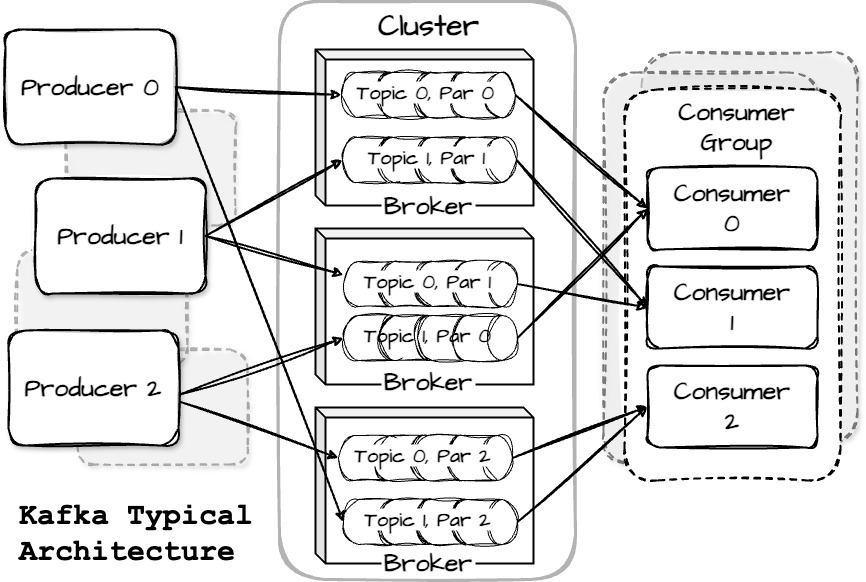 Cluster
Producer 0
Topic 0, Par 0
Topic 1, Par 1
Broker
Producer 1
Topic 0, Par 1
Topic 1, Par 0
Broker
Producer 2
Topic 0, Par 2
Topic 1, Par 2
Broker
Consumer
Group
Consumer
0
Consumer
1
Consumer
2
Kafka Typical
Architecture